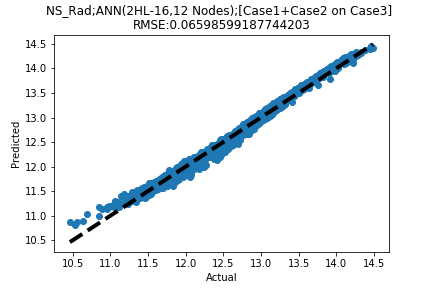 NS_Rad;ANN(2HL-16,12 Nodes);[Case1+Case2 on Case3]
RMSE:0.06598599187744203
14.5
14.0
13.5
13.0
12.5
12.0
11.5
11.0
10.5
Predicted
10.5 11.0 11.5 12.0 12.5 13.0 13.5 14.0 14.5
Actual